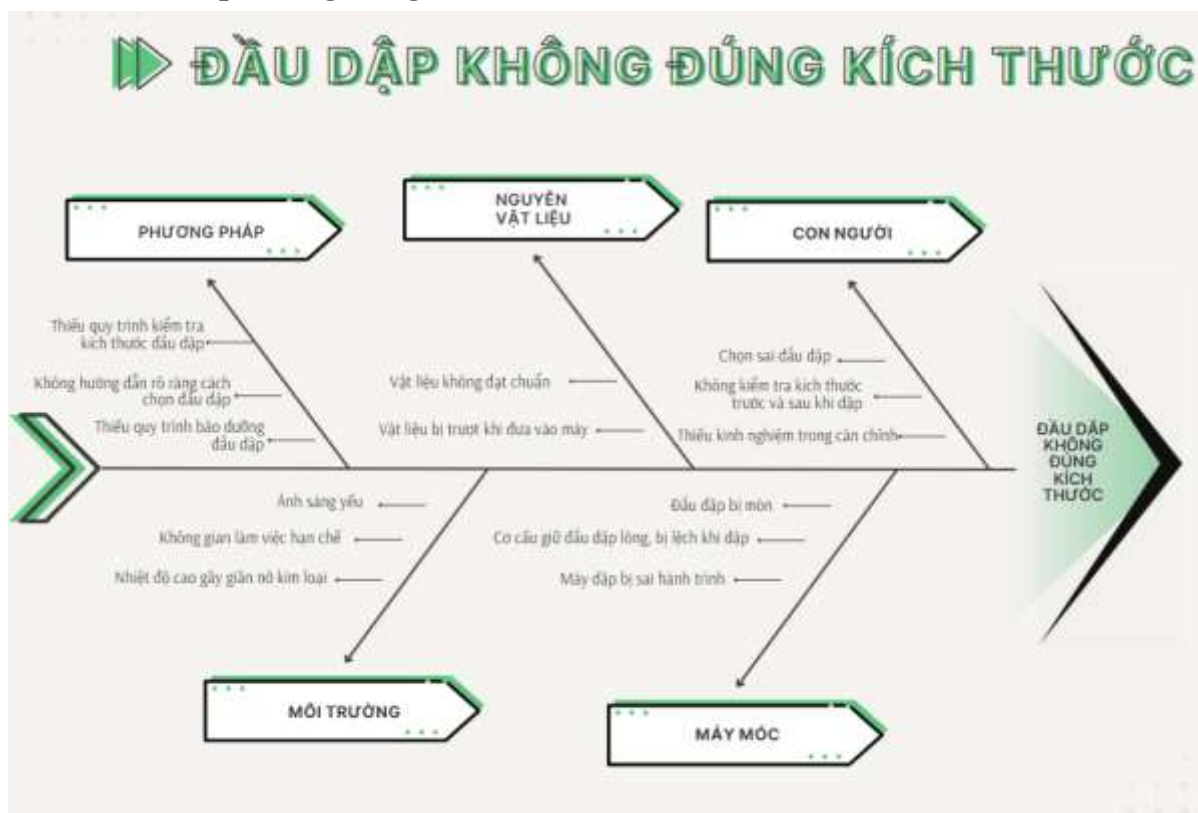 ĐẦU DẬP KHÔNG ĐÚNG KÍCH THƯỚC
PHƯƠNG PHÁP
NGUYÊN
VẬT LIỆU
CON NGƯỜI
Thiếu quy trình kiểm tra
kích thước đầu dập
Không hướng dẫn rõ ràng cách
chọn đầu dập
Thiếu quy trình bảo dưỡng
đầu dập
Vật liệu không đạt chuẩn
Vật liệu bị trượt khi đưa vào máy
Chọn sai đầu dập
Không kiểm tra kích thước
trước và sau khi dập
Thiếu kinh nghiệm trong cân chỉnh
ĐẦU DẬP
KHÔNG
ĐÚNG
KÍCH
THƯỚC
Ánh sáng yếu
Không gian làm việc hạn chế
Nhiệt độ cao gây giãn nở kim loại
Đầu dập bị mòn
Cơ cấu giữ đầu dập lỏng, bị lệch khi dập
Máy dập bị sai hành trình
MÔI TRƯỜNG
MÁY MÓC